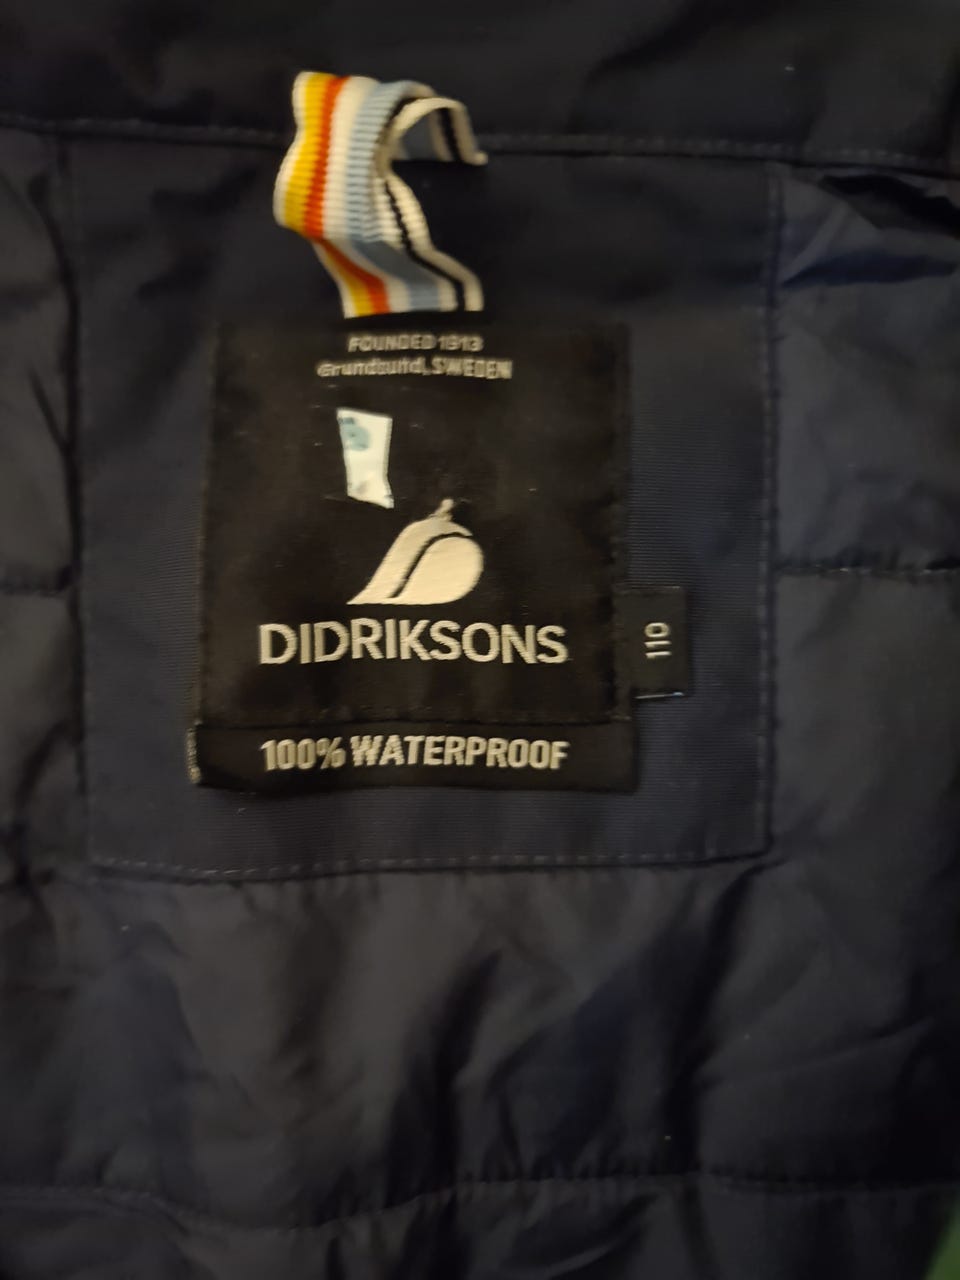 FOUNDED 1913
Grundsund, SWEDEN
DIDRIKSONS
110
100% WATERPROOF